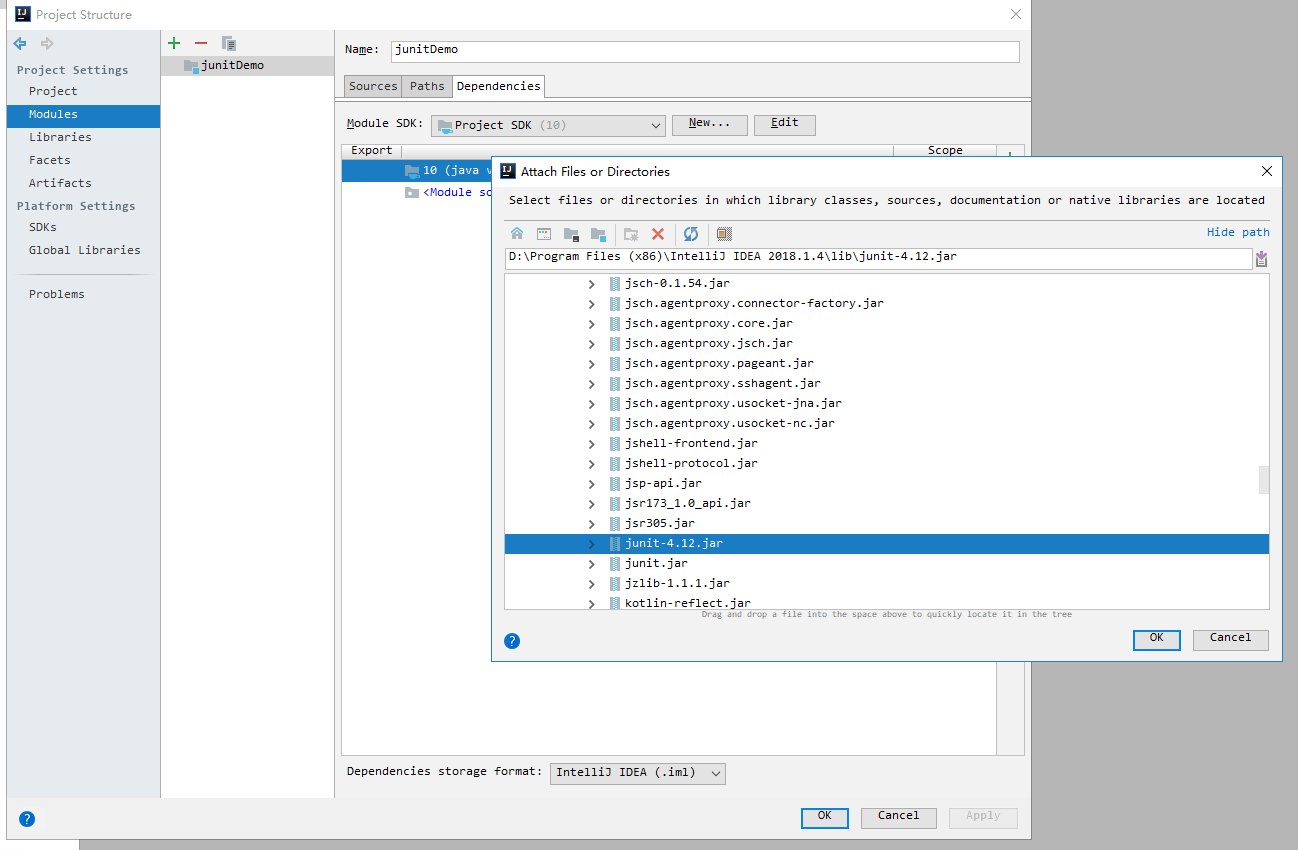 Project Structure
Project Settings
Project
Modules
Libraries
Facets
Artifacts
Platform Settings
SDKs
Global Libraries
Problems
junitDemo
Name: junitDemo
Sources Paths Dependencies
Module SDK: Project SDK (10) New... Edit
Export Scope
10 (java v
<Module so
Attach Files or Directories
Select files or directories in which library classes, sources, documentation or native libraries are located
Hide path
D:\Program Files (x86)\IntelliJ IDEA 2018.1.4\lib\junit-4.12.jar
jsch-0.1.54.jar
jsch.agentproxy.connector-factory.jar
jsch.agentproxy.core.jar
jsch.agentproxy.jsch.jar
jsch.agentproxy.pageant.jar
jsch.agentproxy.sshagent.jar
jsch.agentproxy.usocket-jna.jar
jsch.agentproxy.usocket-nc.jar
jshell-frontend.jar
jshell-protocol.jar
jsp-api.jar
jsr173_1.0_api.jar
jsr305.jar
junit-4.12.jar
junit.jar
jzlib-1.1.1.jar
kotlin-reflect.jar
Drag and drop a file into the space above to quickly locate it in the tree
? OK Cancel
Dependencies storage format: IntelliJ IDEA (.iml)
? OK Cancel Apply